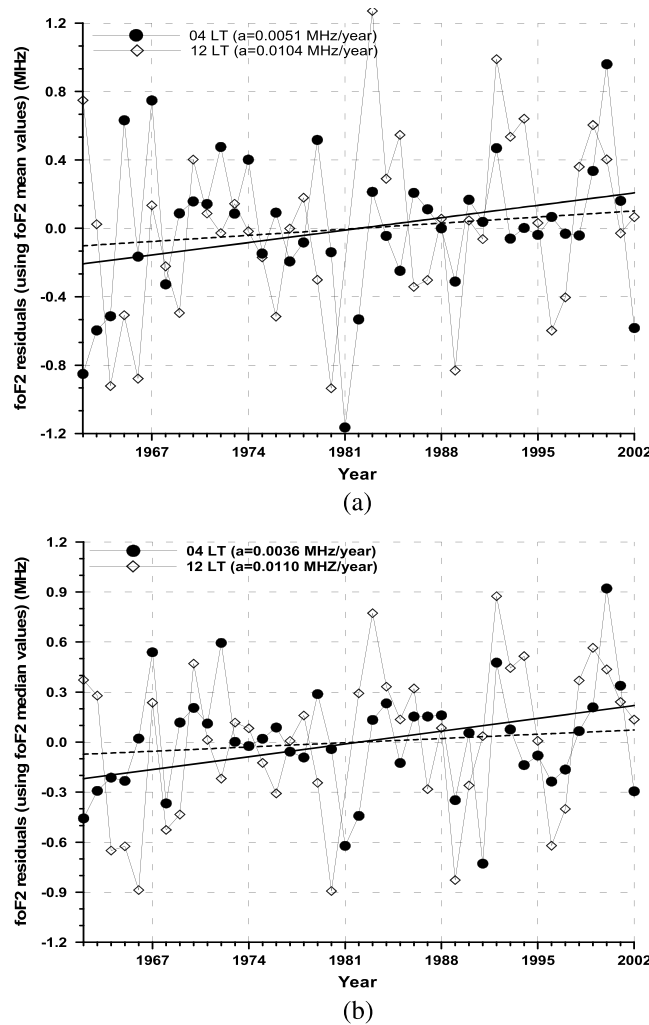 foF2 residuals (using foF2 mean values) (MHz)
1.2
0.8
0.4
0.0
-0.4
-0.8
-1.2
04 LT (a=0.0051 MHz/year)
12 LT (a=0.0104 MHz/year)
1967 1974 1981 1988 1995 2002
Year
(a)
foF2 residuals (using foF2 median values) (MHz)
1.2
0.9
0.6
0.3
0.0
-0.3
-0.6
-0.9
-1.2
04 LT (a=0.0036 MHz/year)
12 LT (a=0.0110 MHZ/year)
1967 1974 1981 1988 1995 2002
Year
(b)